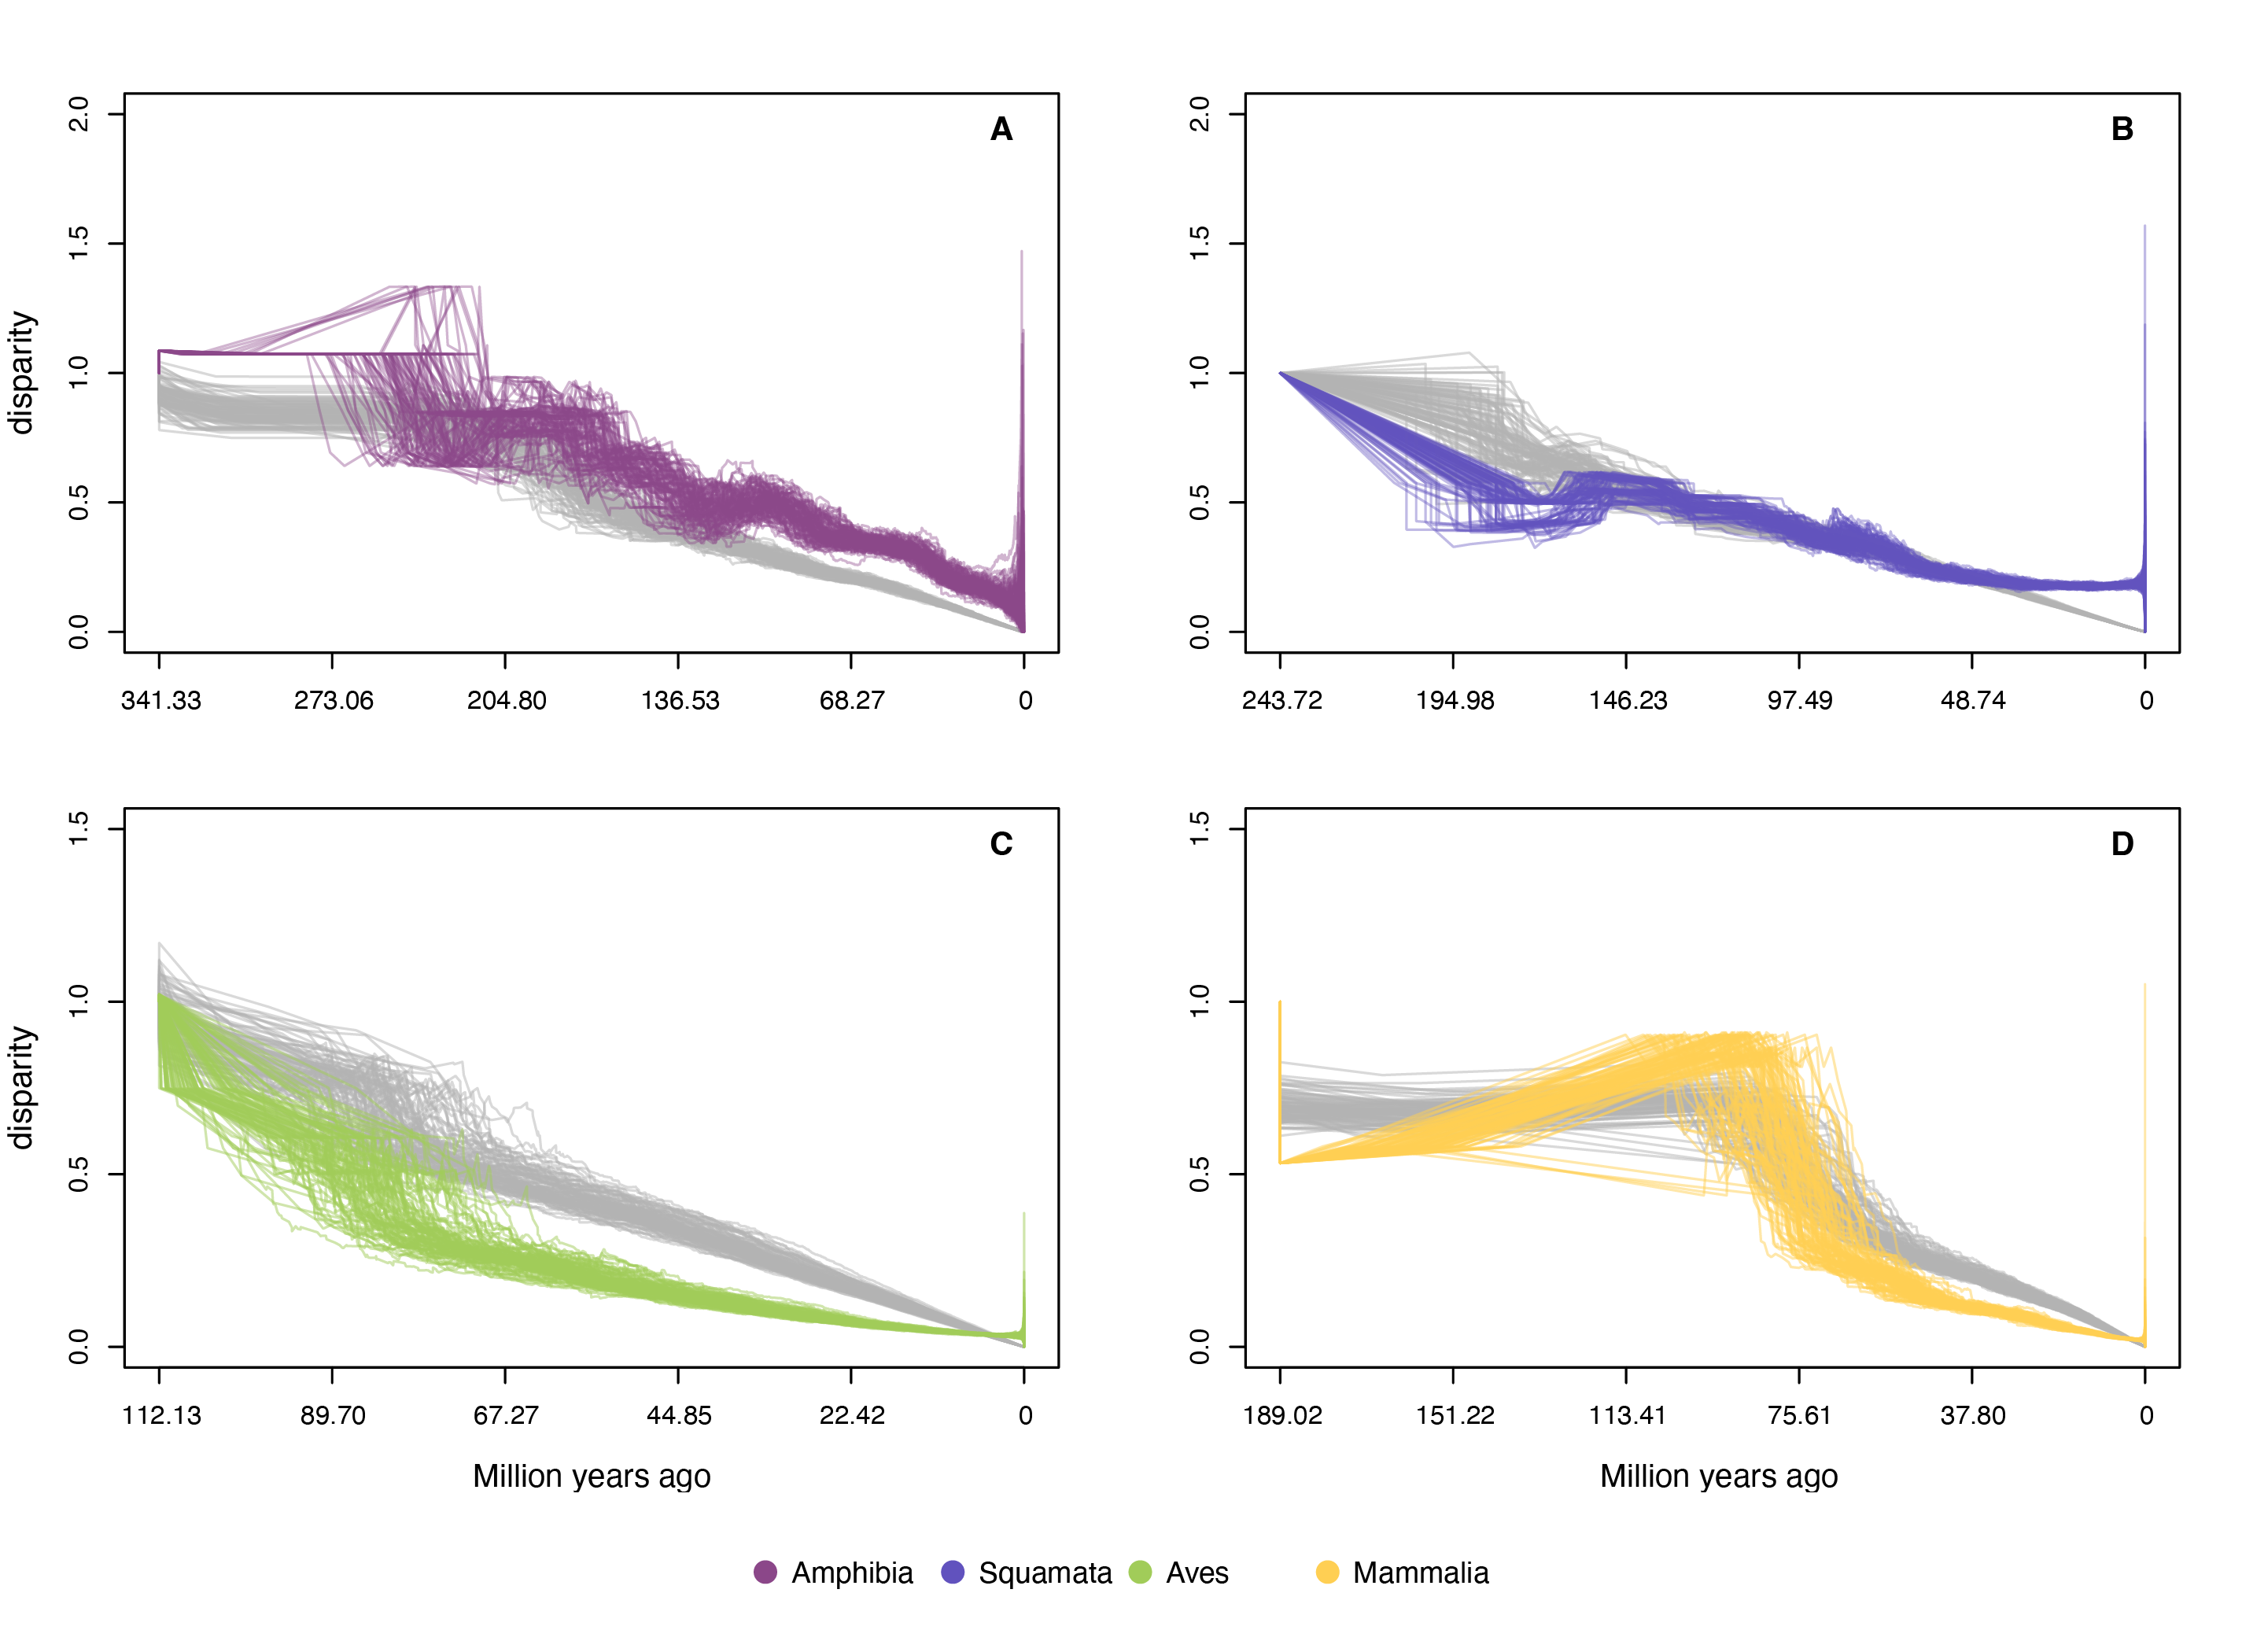 A
2.0
1.5
1.0
0.5
0.0
disparity
341.33 273.06 204.80 136.53 68.27 0
B
2.0
1.5
1.0
0.5
0.0
243.72 194.98 146.23 97.49 48.74 0
C
1.5
1.0
0.5
0.0
disparity
112.13 89.70 67.27 44.85 22.42 0
Million years ago
D
1.5
1.0
0.5
0.0
189.02 151.22 113.41 75.61 37.80 0
Million years ago
Amphibia Squamata Aves Mammalia